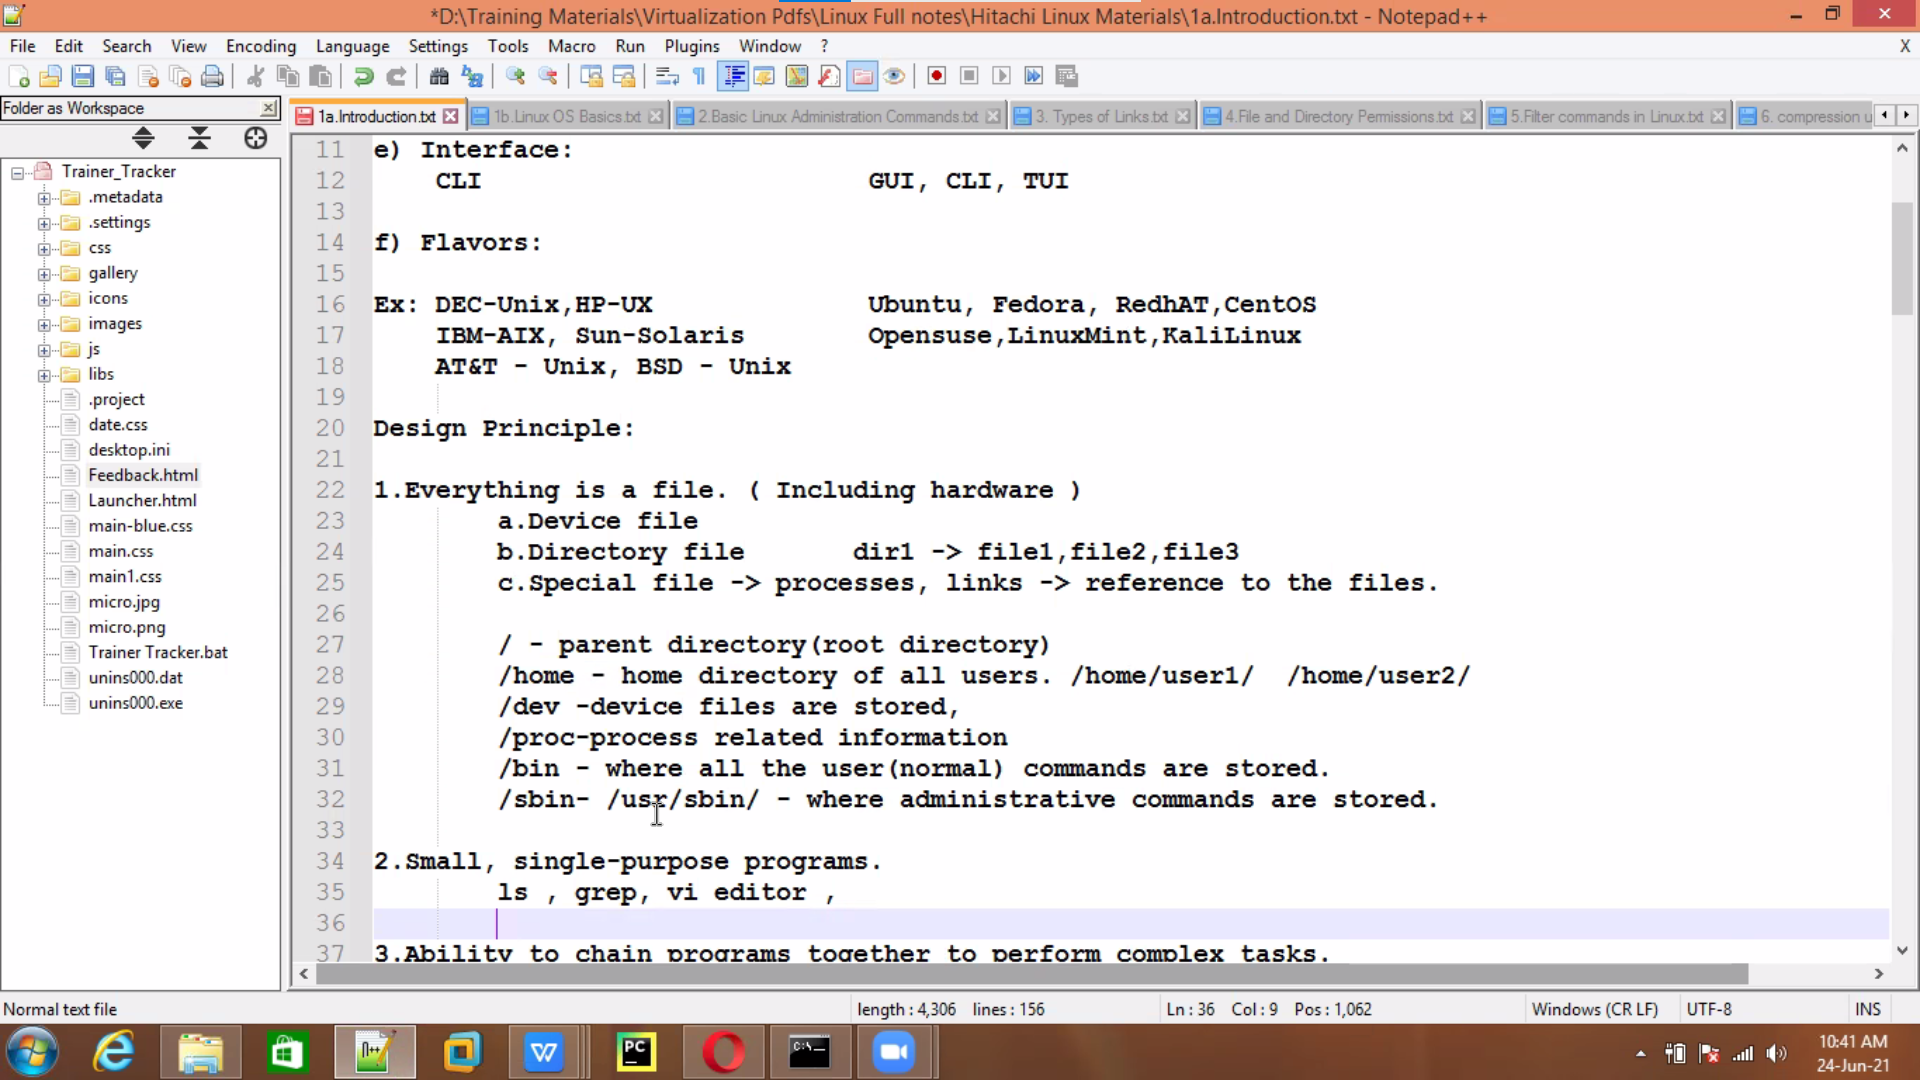 *D:\Training Materials\Virtualization Pdfs\Linux Full notes\Hitachi Linux Materials\1a.Introduction.txt - Notepad++
File Edit Search View Encoding Language Settings Tools Macro Run Plugins Window ? X
Folder as Workspace
1a.Introduction.txt 1b.Linux OS Basics.txt 2.Basic Linux Administration Commands.txt 3. Types of Links.txt 4.File and Directory Permissions.txt 5.Filter commands in Linux.txt 6. compression u
Trainer_Tracker
.metadata
.settings
css
gallery
icons
images
js
libs
.project
date.css
desktop.ini
Feedback.html
Launcher.html
main-blue.css
main.css
main1.css
micro.jpg
micro.png
Trainer Tracker.bat
unins000.dat
unins000.exe
11 e) Interface:
12 CLI GUI, CLI, TUI
13
14 f) Flavors:
15
16 Ex: DEC-Unix,HP-UX Ubuntu, Fedora, RedhAT,CentOS
17 IBM-AIX, Sun-Solaris Opensuse,LinuxMint,KaliLinux
18 AT&T - Unix, BSD - Unix
19
20 Design Principle:
21
22 1.Everything is a file. ( Including hardware )
23 a.Device file
24 b.Directory file dir1 -> file1,file2,file3
25 c.Special file -> processes, links -> reference to the files.
26
27 / - parent directory(root directory)
28 /home - home directory of all users. /home/user1/ /home/user2/
29 /dev -device files are stored,
30 /proc-process related information
31 /bin - where all the user(normal) commands are stored.
32 /sbin- /usr/sbin/ - where administrative commands are stored.
33
34 2.Small, single-purpose programs.
35 ls , grep, vi editor ,
36
37 3.Ability to chain programs together to perform complex tasks.
Normal text file length : 4,306 lines : 156 Ln : 36 Col : 9 Pos : 1,062 Windows (CR LF) UTF-8 INS
10:41 AM
24-Jun-21